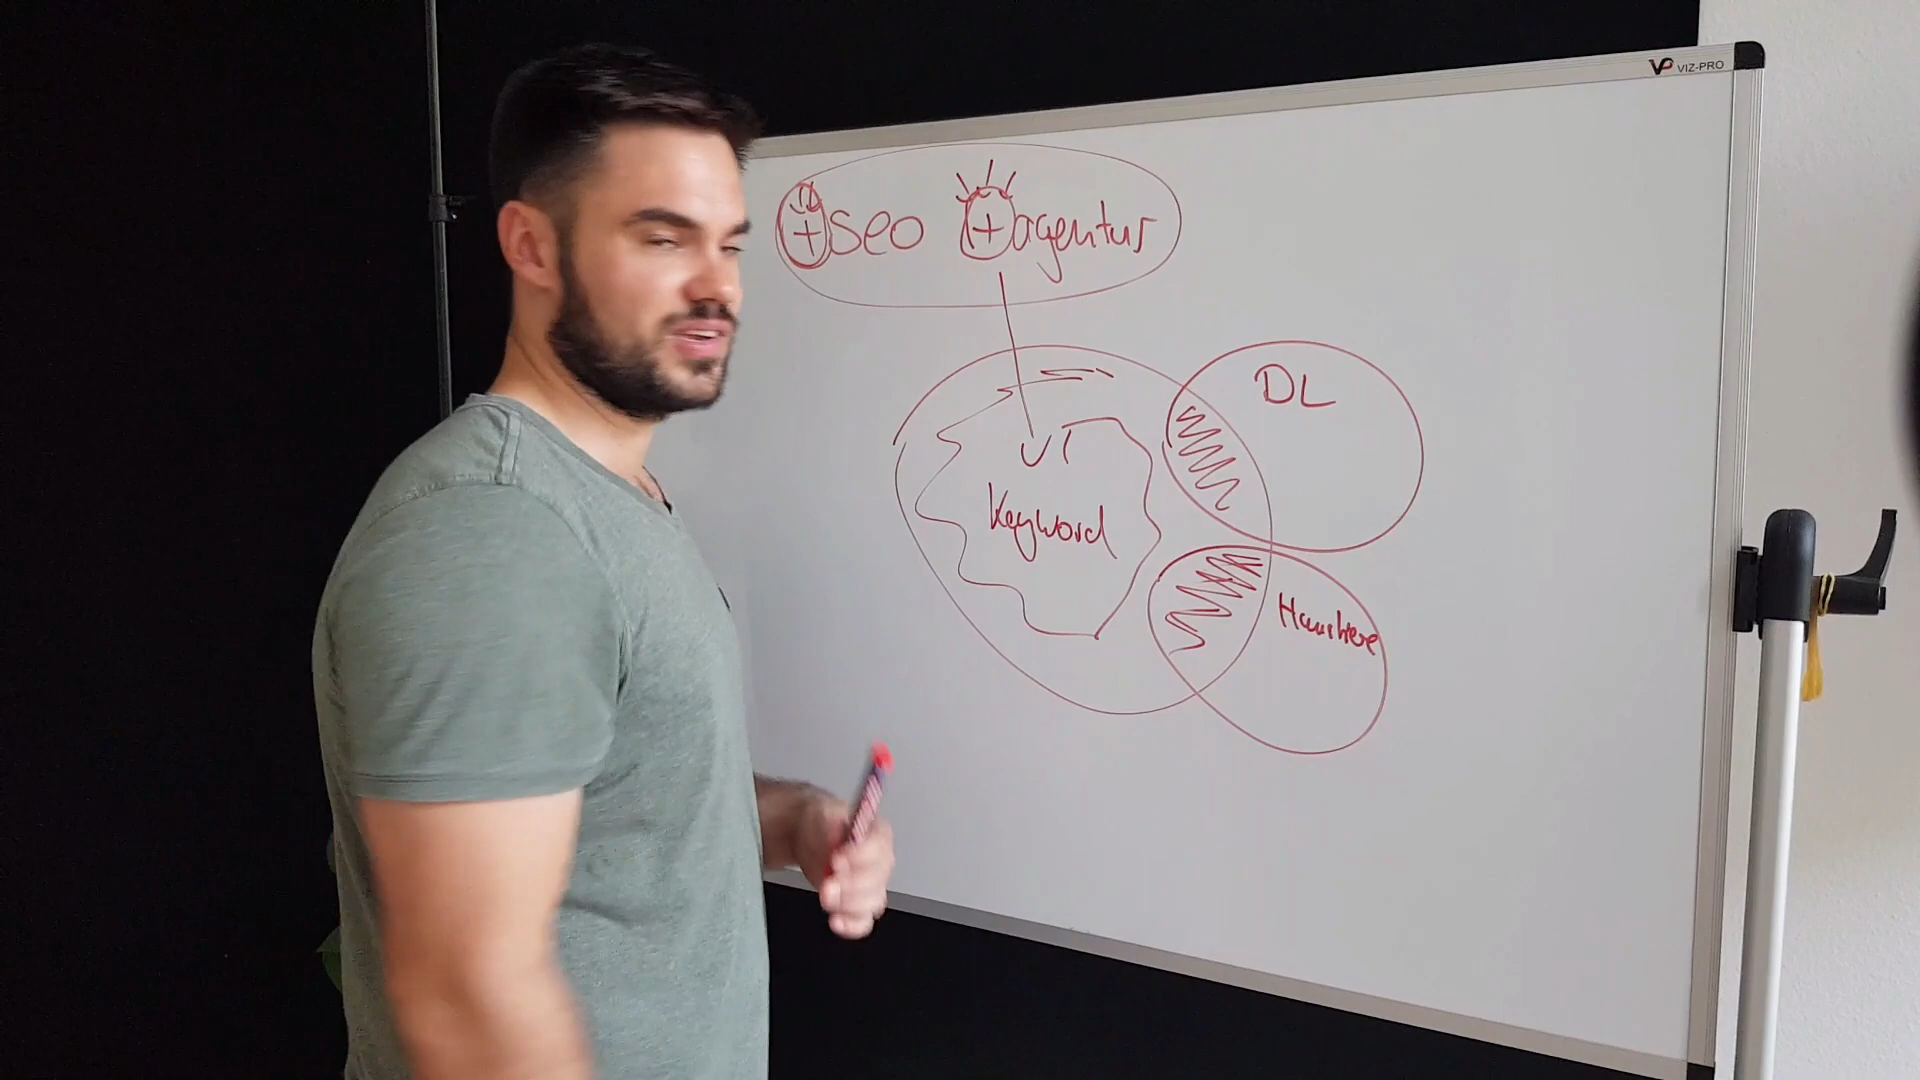 VIZ-PRO
+seo +agentur
DL
Keyword
Haustiere